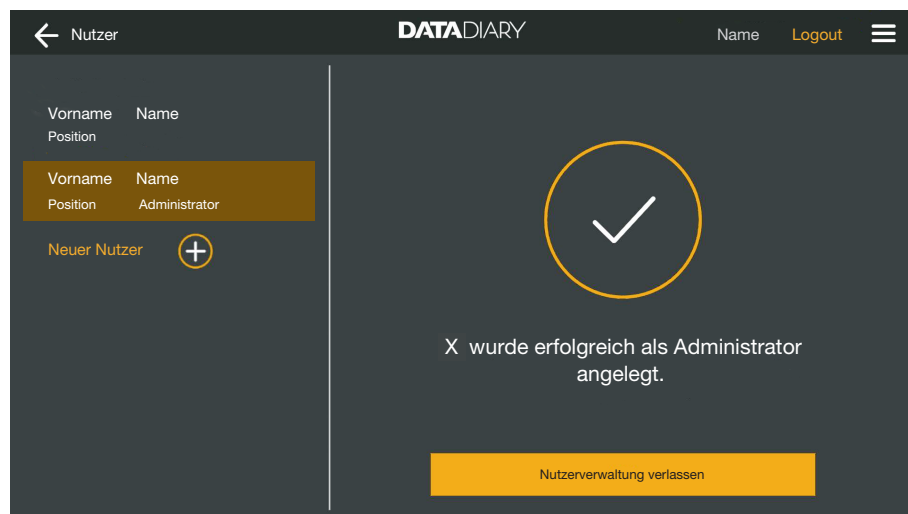 Nutzer
DATADIARY
Name Logout
Vorname Name
Position
Vorname Name
Position Administrator
Neuer Nutzer
X wurde erfolgreich als Administrator
angelegt.
Nutzerverwaltung verlassen